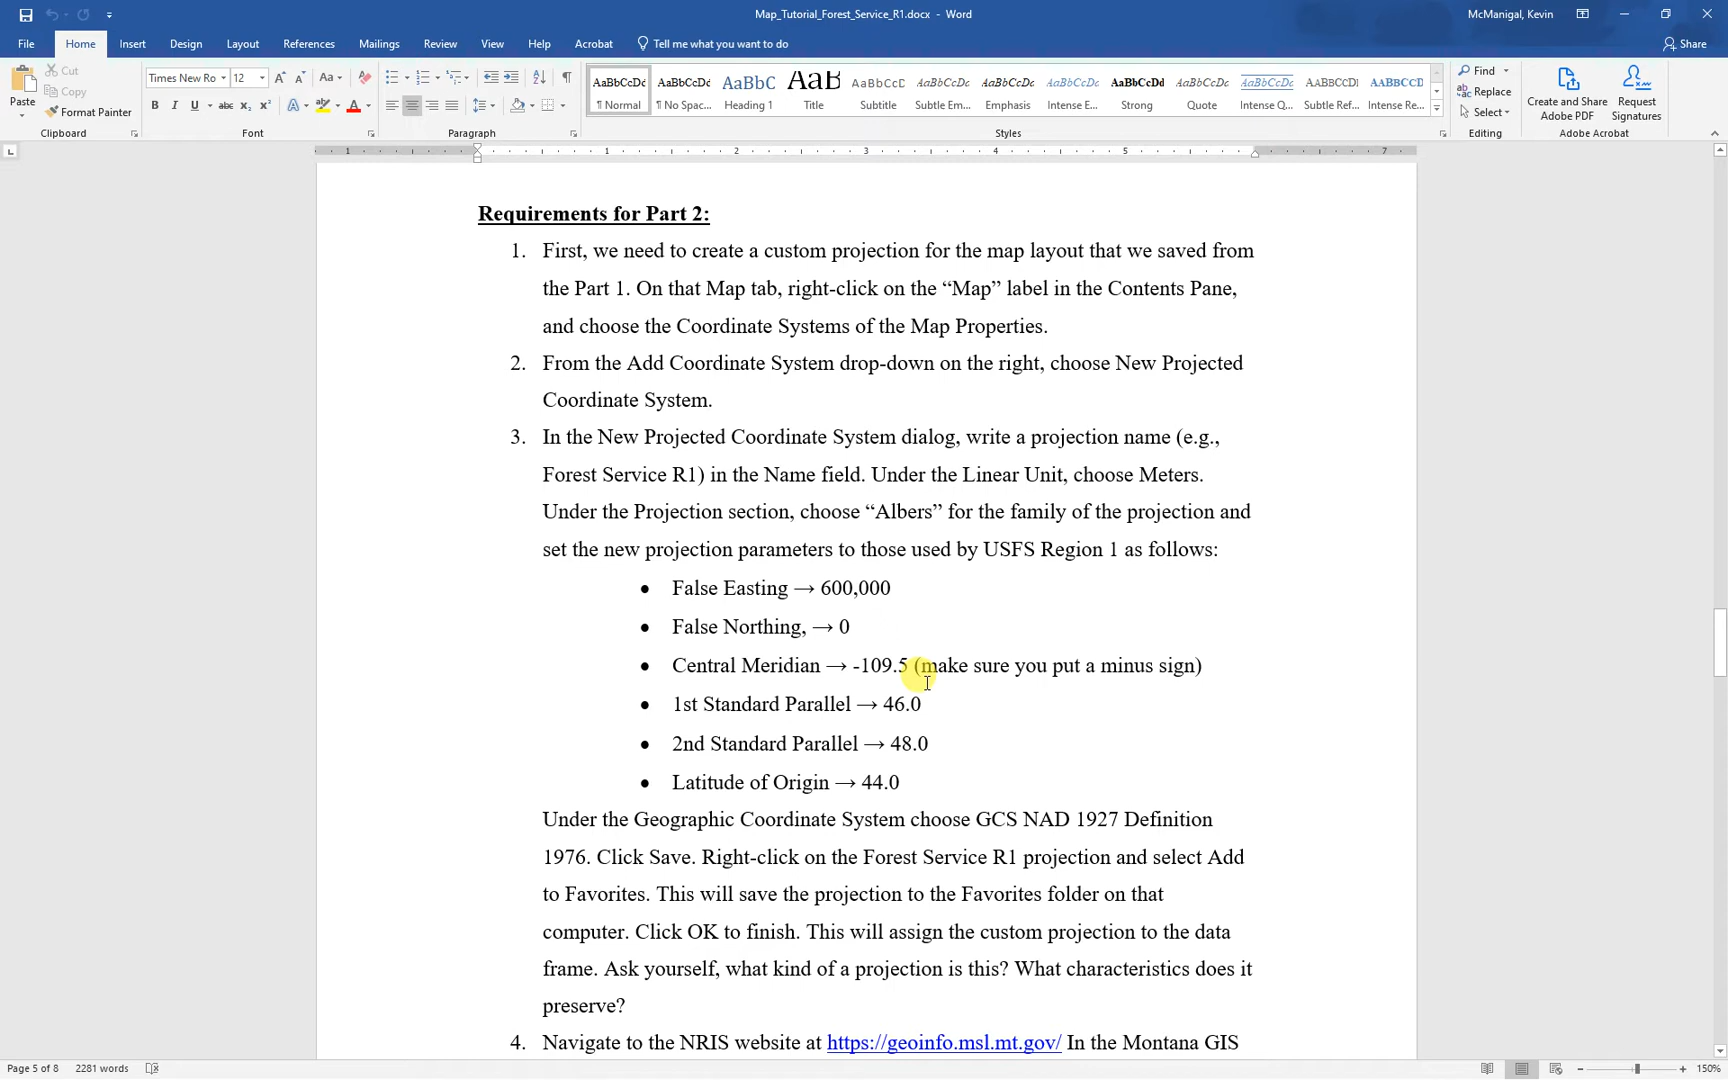 Map_Tutorial_Forest_Service_R1.docx - Word
McManigal, Kevin
File Home Insert Design Layout References Mailings Review View Help Acrobat Tell me what you want to do Share
Paste
Cut
Copy
Format Painter
Clipboard
Times New Ro 12
Font
Paragraph
AaBbCcDd AaBbCcDd AaBbC AaB AaBbCcD AaBbCcDd AaBbCcDd AaBbCcDd AaBbCcDd AaBbCcDd AaBbCcDd AABBCCDD AABBCCD
¶ Normal ¶ No Spac... Heading 1 Title Subtitle Subtle Em... Emphasis Intense E... Strong Quote Intense Q... Subtle Ref... Intense Re...
Styles
Find
Replace
Select
Editing
Create and Share Adobe PDF
Request Signatures
Adobe Acrobat
1 1 2 3 4 5 7
Requirements for Part 2:
1. First, we need to create a custom projection for the map layout that we saved from
the Part 1. On that Map tab, right-click on the “Map” label in the Contents Pane,
and choose the Coordinate Systems of the Map Properties.
2. From the Add Coordinate System drop-down on the right, choose New Projected
Coordinate System.
3. In the New Projected Coordinate System dialog, write a projection name (e.g.,
Forest Service R1) in the Name field. Under the Linear Unit, choose Meters.
Under the Projection section, choose “Albers” for the family of the projection and
set the new projection parameters to those used by USFS Region 1 as follows:
• False Easting → 600,000
• False Northing, → 0
• Central Meridian → -109.5 (make sure you put a minus sign)
• 1st Standard Parallel → 46.0
• 2nd Standard Parallel → 48.0
• Latitude of Origin → 44.0
Under the Geographic Coordinate System choose GCS NAD 1927 Definition
1976. Click Save. Right-click on the Forest Service R1 projection and select Add
to Favorites. This will save the projection to the Favorites folder on that
computer. Click OK to finish. This will assign the custom projection to the data
frame. Ask yourself, what kind of a projection is this? What characteristics does it
preserve?
4. Navigate to the NRIS website at https://geoinfo.msl.mt.gov/ In the Montana GIS
Page 5 of 8 2281 words 150%